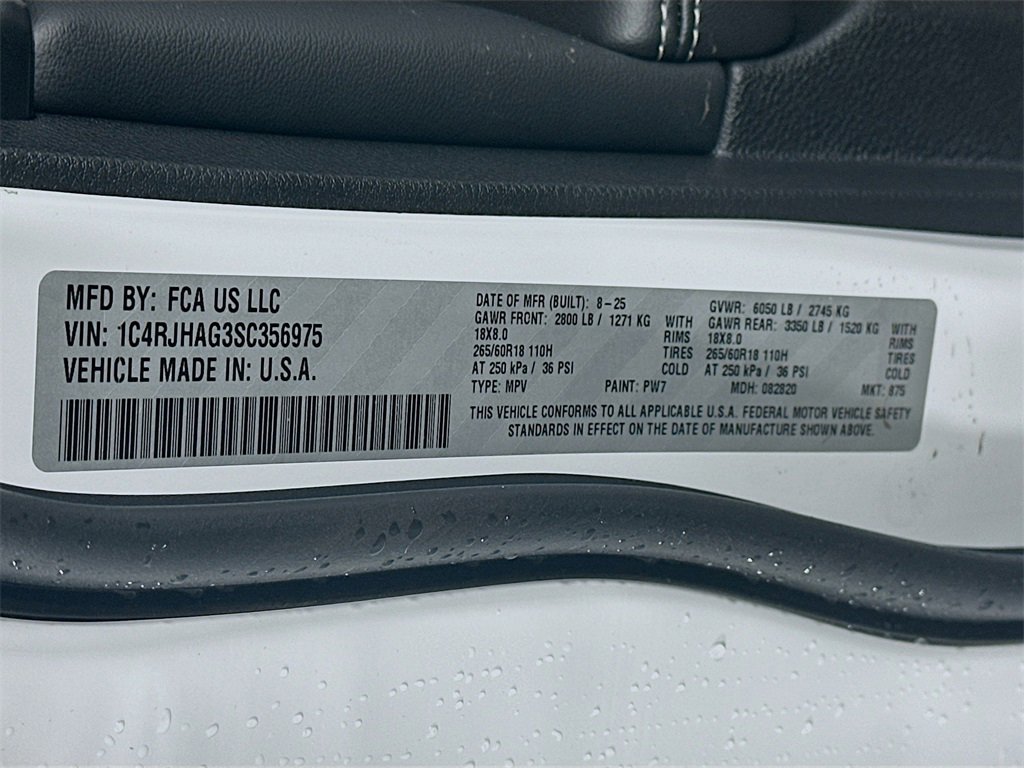 MFD BY: FCA US LLC
VIN: 1C4RJHAG3SC356975
VEHICLE MADE IN: U.S.A.
DATE OF MFR (BUILT): 8-25
GAWR FRONT: 2800 LB / 1271 KG WITH
18X8.0 RIMS
265/60R18 110H TIRES
AT 250 kPa / 36 PSI COLD
TYPE: MPV PAINT: PW7
GVWR: 6050 LB / 2745 KG
GAWR REAR: 3350 LB / 1520 KG WITH
18X8.0 RIMS
265/60R18 110H TIRES
AT 250 kPa / 36 PSI COLD
MDH: 082820 MKT: 875
THIS VEHICLE CONFORMS TO ALL APPLICABLE U.S.A. FEDERAL MOTOR VEHICLE SAFETY
STANDARDS IN EFFECT ON THE DATE OF MANUFACTURE SHOWN ABOVE.